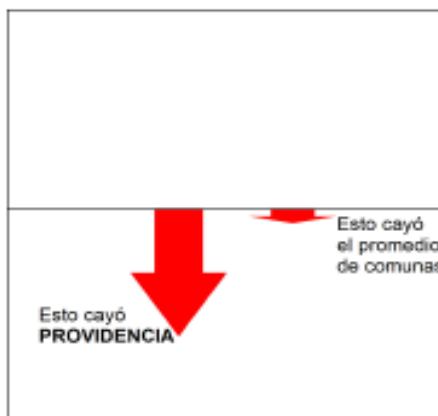 Esto cayó
el promedio
de comunas
Esto cayó
PROVIDENCIA